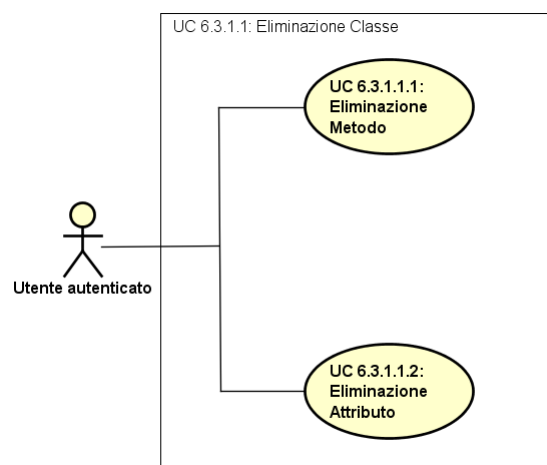 UC 6.3.1.1: Eliminazione Classe
UC 6.3.1.1.1:
Eliminazione
Metodo
Utente autenticato
UC 6.3.1.1.2:
Eliminazione
Attributo